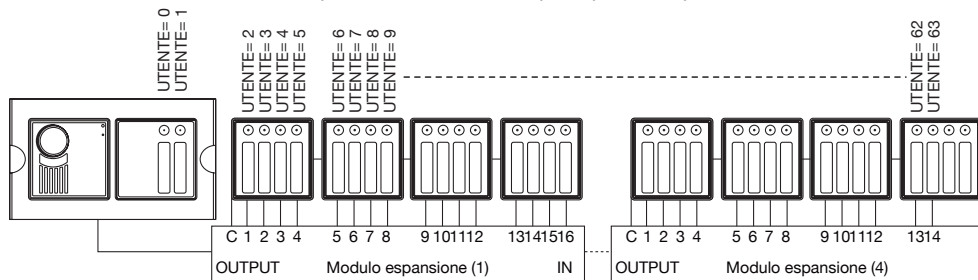 UTENTE= 0
UTENTE= 1
UTENTE= 2
UTENTE= 3
UTENTE= 4
UTENTE= 5
UTENTE= 6
UTENTE= 7
UTENTE= 8
UTENTE= 9
UTENTE= 62
UTENTE= 63
C 1 2 3 4 5 6 7 8 9 10 11 12 13 14 15 16
C 1 2 3 4 5 6 7 8 9 10 11 12 13 14
OUTPUT Modulo espansione (1) IN
OUTPUT Modulo espansione (4)